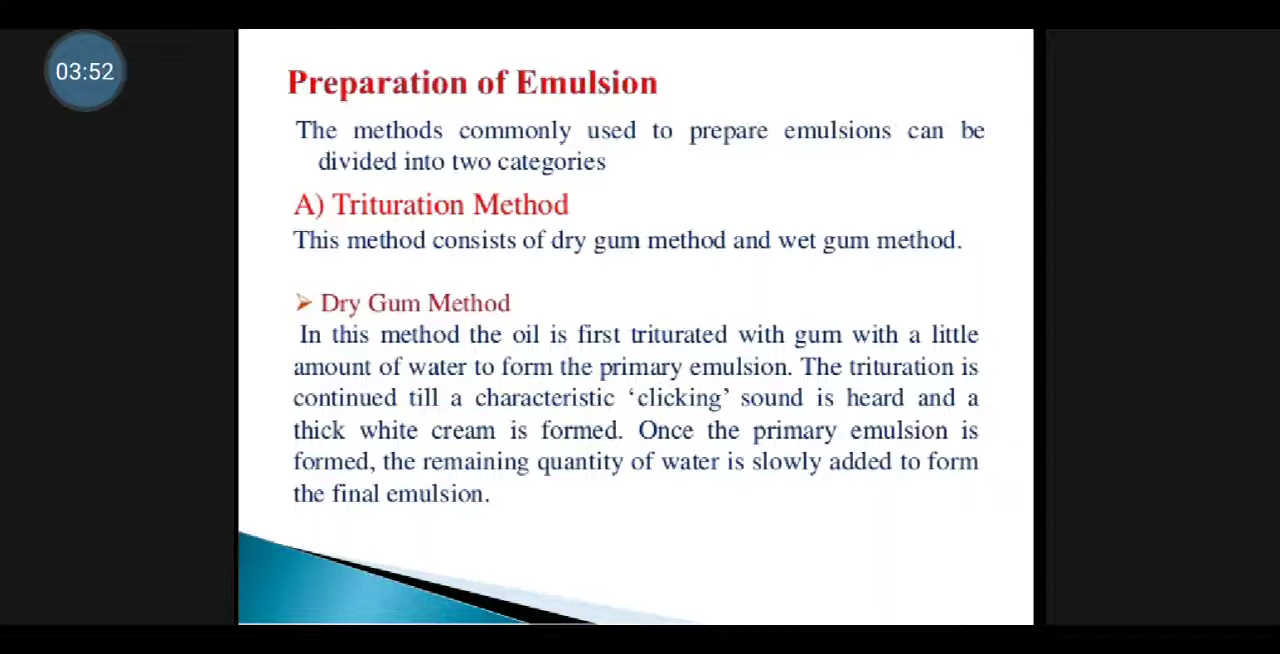 03:52
Preparation of Emulsion
The methods commonly used to prepare emulsions can be
divided into two categories
A) Trituration Method
This method consists of dry gum method and wet gum method.
➢ Dry Gum Method
In this method the oil is first triturated with gum with a little
amount of water to form the primary emulsion. The trituration is
continued till a characteristic ‘clicking’ sound is heard and a
thick white cream is formed. Once the primary emulsion is
formed, the remaining quantity of water is slowly added to form
the final emulsion.